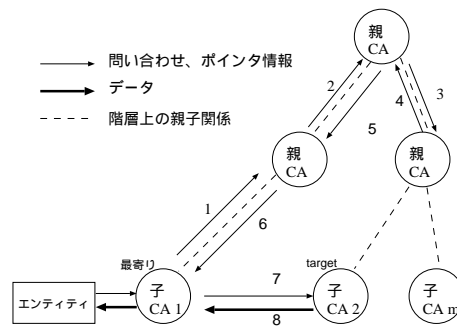 親
CA
問い合わせ、ポインタ情報
データ
階層上の親子関係
2
4
3
5
親
CA
親
CA
1
6
最寄り
target
7
エンティティ
子
CA 1
子
CA 2
子
CA m
8